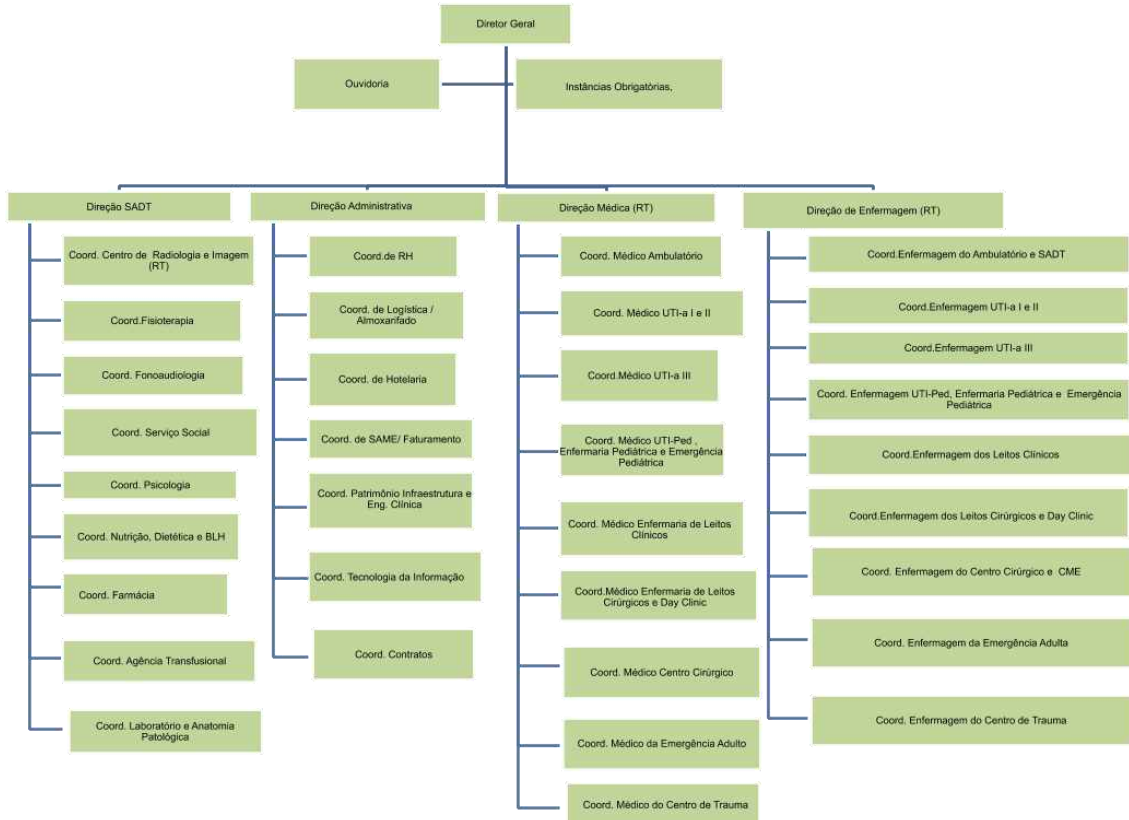 Diretor Geral
Ouvidoria
Instâncias Obrigatórias,
Direção SADT
Coord. Centro de Radiologia e Imagem
(RT)
Coord.Fisioterapia
Coord. Fonoaudiologia
Coord. Serviço Social
Coord. Psicologia
Coord. Nutrição, Dietética e BLH
Coord. Farmácia
Coord. Agência Transfusional
Coord. Laboratório e Anatomia
Patológica
Direção Administrativa
Coord.de RH
Coord. de Logística /
Almoxarifado
Coord. de Hotelaria
Coord. de SAME/ Faturamento
Coord. Patrimônio Infraestrutura e
Eng. Clínica
Coord. Tecnologia da Informação
Coord. Contratos
Direção Médica (RT)
Coord. Médico Ambulatório
Coord. Médico UTI-a I e II
Coord.Médico UTI-a III
Coord. Médico UTI-Ped ,
Enfermaria Pediátrica e Emergência
Pediátrica
Coord. Médico Enfermaria de Leitos
Clínicos
Coord.Médico Enfermaria de Leitos
Cirúrgicos e Day Clinic
Coord. Médico Centro Cirúrgico
Coord. Médico da Emergência Adulto
Coord. Médico do Centro de Trauma
Direção de Enfermagem (RT)
Coord.Enfermagem do Ambulatório e SADT
Coord.Enfermagem UTI-a I e II
Coord.Enfermagem UTI-a III
Coord. Enfermagem UTI-Ped, Enfermaria Pediátrica e Emergência
Pediátrica
Coord.Enfermagem dos Leitos Clínicos
Coord.Enfermagem dos Leitos Cirúrgicos e Day Clinic
Coord. Enfermagem do Centro Cirúrgico e CME
Coord. Enfermagem da Emergência Adulta
Coord. Enfermagem do Centro de Trauma